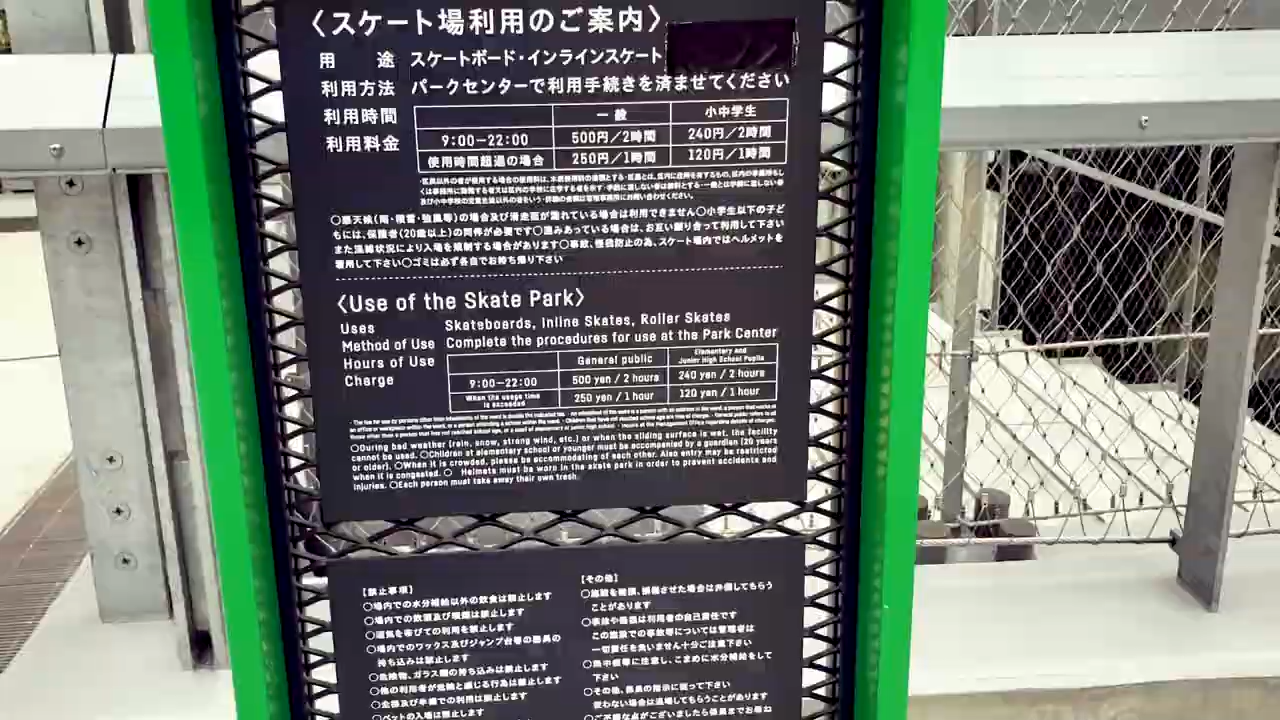 〈スケート場利用のご案内〉
用 途 スケートボード・インラインスケート
利用方法 パークセンターで利用手続きを済ませてください
利用時間 一般 小中学生
利用料金 9:00−22:00 500円/2時間 240円/2時間
使用時間超過の場合 250円/1時間 120円/1時間
○悪天候(雨・積雪・強風等)の場合及び滑走面が濡れている場合は利用できません○小学生以下の子ど
もには、保護者(20歳以上)の同伴が必要です○混みあっている場合は、お互い譲り合って利用して下さい
また混雑状況により入場を規制する場合があります○事故、怪我防止の為、スケート場内ではヘルメットを
着用して下さい○ゴミは必ず各自でお持ち帰り下さい
〈Use of the Skate Park〉
Uses Skateboards, Inline Skates, Roller Skates
Method of Use Complete the procedures for use at the Park Center
Hours of Use General public Elementary and Junior High School Pupils
Charge 9:00−22:00 500 yen / 2 hours 240 yen / 2 hours
When the usage time is exceeded 250 yen / 1 hour 120 yen / 1 hour
○During bad weather (rain, snow, strong wind, etc.) or when the sliding surface is wet, the facility
cannot be used. ○Children of elementary school or younger must be accompanied by a guardian (20 years
or older). ○When it is crowded, please be accommodating of each other. Also entry may be restricted
when it is congested. ○ Helmets must be worn in the skate park in order to prevent accidents and
injuries. ○Each person must take away their own trash.
【禁止事項】
○場内での水分補給以外の飲食は禁止します
○場内での飲酒及び喫煙は禁止します
○酒気を帯びての利用を禁止します
○場内でのワックス及びジャンプ台等の器具の
持ち込みは禁止します
○危険物、ガラス類の持ち込みは禁止します
○他の利用者が危険と感じる行為は禁止します
○全裸及び半裸での利用は禁止します
○ペットの入場は禁止します
【その他】
○施設を破損、損傷させた場合は弁償してもらう
ことがあります
○事故や怪我は利用者の自己責任です
この施設での事故等については管理者は
一切責任を負いません十分ご注意下さい
○熱中症等に注意し、こまめに水分補給をして
下さい
○その他、係員の指示に従って下さい
従わない場合は退場してもらうことがあります
○ご不明な点がございましたら係員までお尋ね